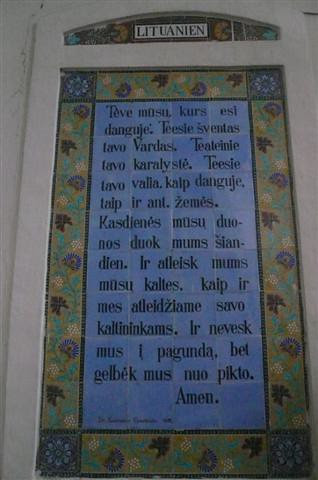 LITUANIEN
Tėve mūsų, kurs esi
danguje. Teesie šventas
tavo Vardas. Teateinie
tavo karalystė. Teesie
tavo valia, kaip danguje,
taip ir ant. žemės.
Kasdienės mūsų duo-
nos duok mums šian-
dien. Ir atleisk mums
mūsų kaltes, kaip ir
mes atleidžiame savo
kaltininkams. Ir nevesk
mus į pagundą, bet
gelbėk mus nuo pikto.
Amen.